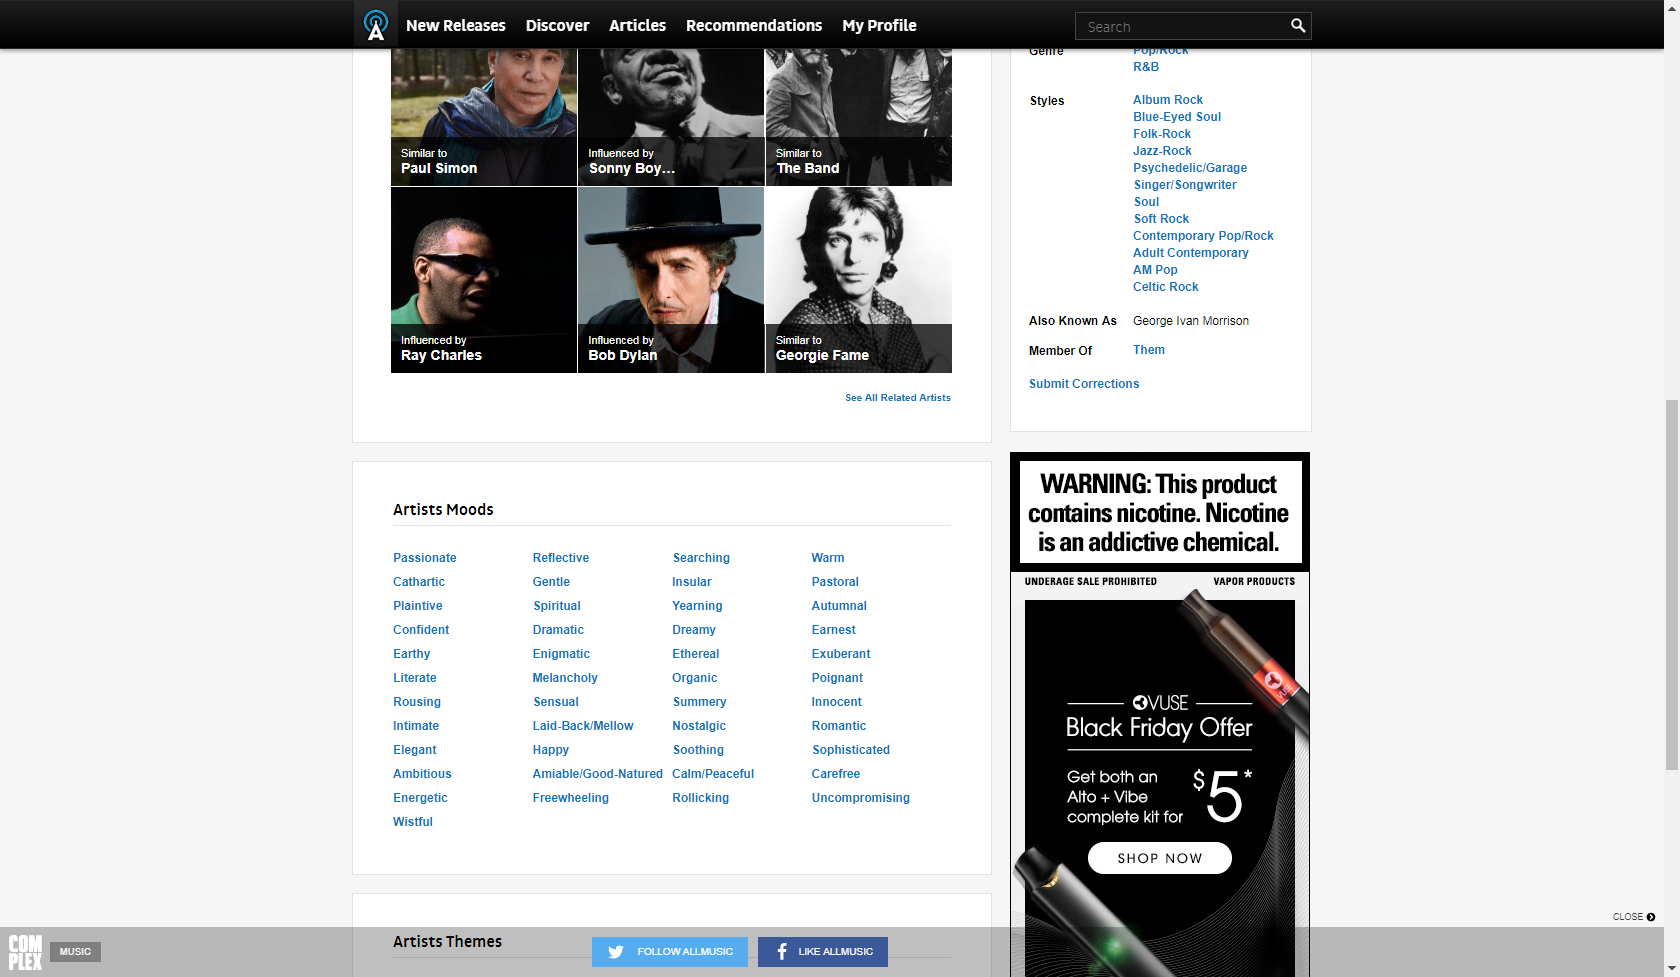 New Releases Discover Articles Recommendations My Profile Search
Similar to
Paul Simon
Influenced by
Sonny Boy...
Similar to
The Band
Influenced by
Ray Charles
Influenced by
Bob Dylan
Similar to
Georgie Fame
See All Related Artists
Genre Pop/Rock
R&B
Styles Album Rock
Blue-Eyed Soul
Folk-Rock
Jazz-Rock
Psychedelic/Garage
Singer/Songwriter
Soul
Soft Rock
Contemporary Pop/Rock
Adult Contemporary
AM Pop
Celtic Rock
Also Known As George Ivan Morrison
Member Of Them
Submit Corrections
Artists Moods
Passionate Reflective Searching Warm
Cathartic Gentle Insular Pastoral
Plaintive Spiritual Yearning Autumnal
Confident Dramatic Dreamy Earnest
Earthy Enigmatic Ethereal Exuberant
Literate Melancholy Organic Poignant
Rousing Sensual Summery Innocent
Intimate Laid-Back/Mellow Nostalgic Romantic
Elegant Happy Soothing Sophisticated
Ambitious Amiable/Good-Natured Calm/Peaceful Carefree
Energetic Freewheeling Rollicking Uncompromising
Wistful
WARNING: This product
contains nicotine. Nicotine
is an addictive chemical.
UNDERAGE SALE PROHIBITED VAPOR PRODUCTS
VUSE
Black Friday Offer
Get both an
Alto + Vibe
complete kit for
$5*
SHOP NOW
CLOSE
Artists Themes
COM
PLEX
MUSIC
FOLLOW ALLMUSIC
LIKE ALLMUSIC